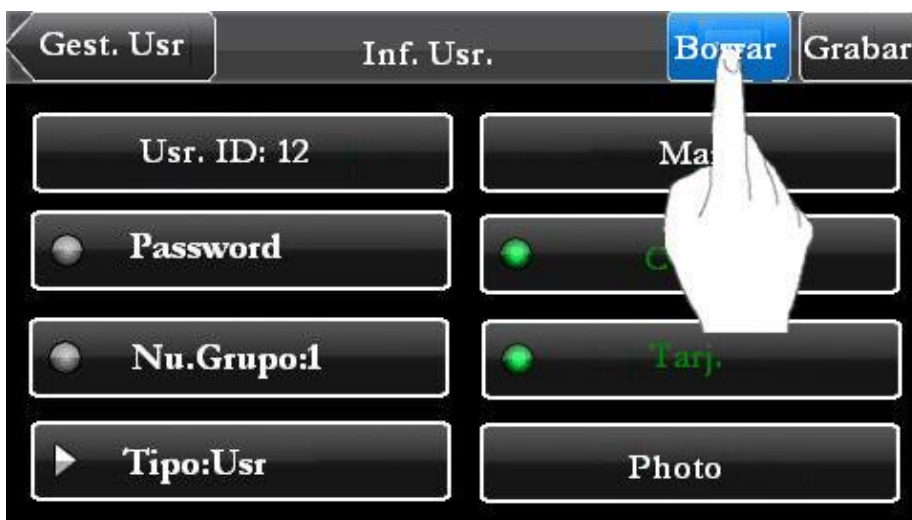 Gest. Usr
Inf. Usr.
Borrar
Grabar
Usr. ID: 12
Password
Nu.Grupo:1
Tarj.
Tipo:Usr
Photo